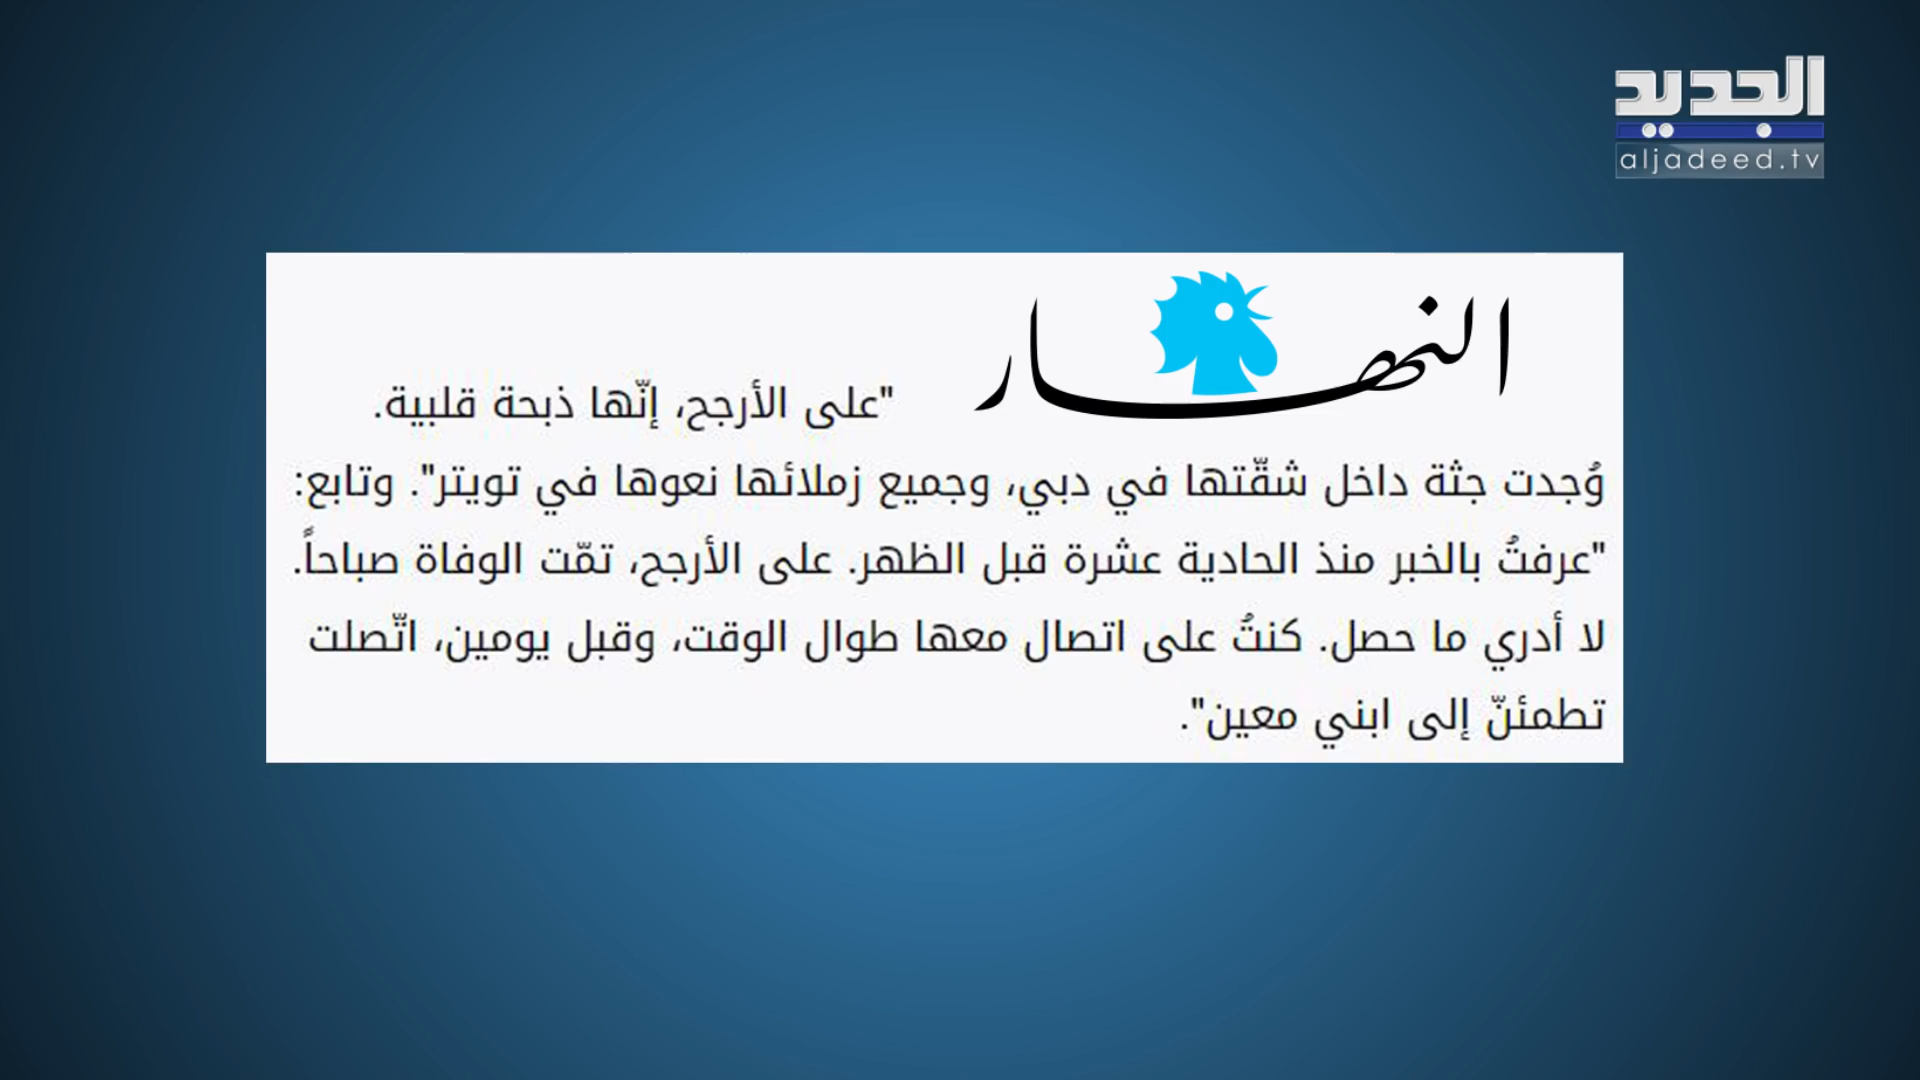 الجديد
aljadeed.tv
النهار
"على الأرجح، إنّها ذبحة قلبية.
وُجدت جثة داخل شقّتها في دبي، وجميع زملائها نعوها في تويتر". وتابع:
"عرفتُ بالخبر منذ الحادية عشرة قبل الظهر. على الأرجح، تمّت الوفاة صباحاً.
لا أدري ما حصل. كنتُ على اتصال معها طوال الوقت، وقبل يومين، اتّصلت
تطمئنّ إلى ابني معين".